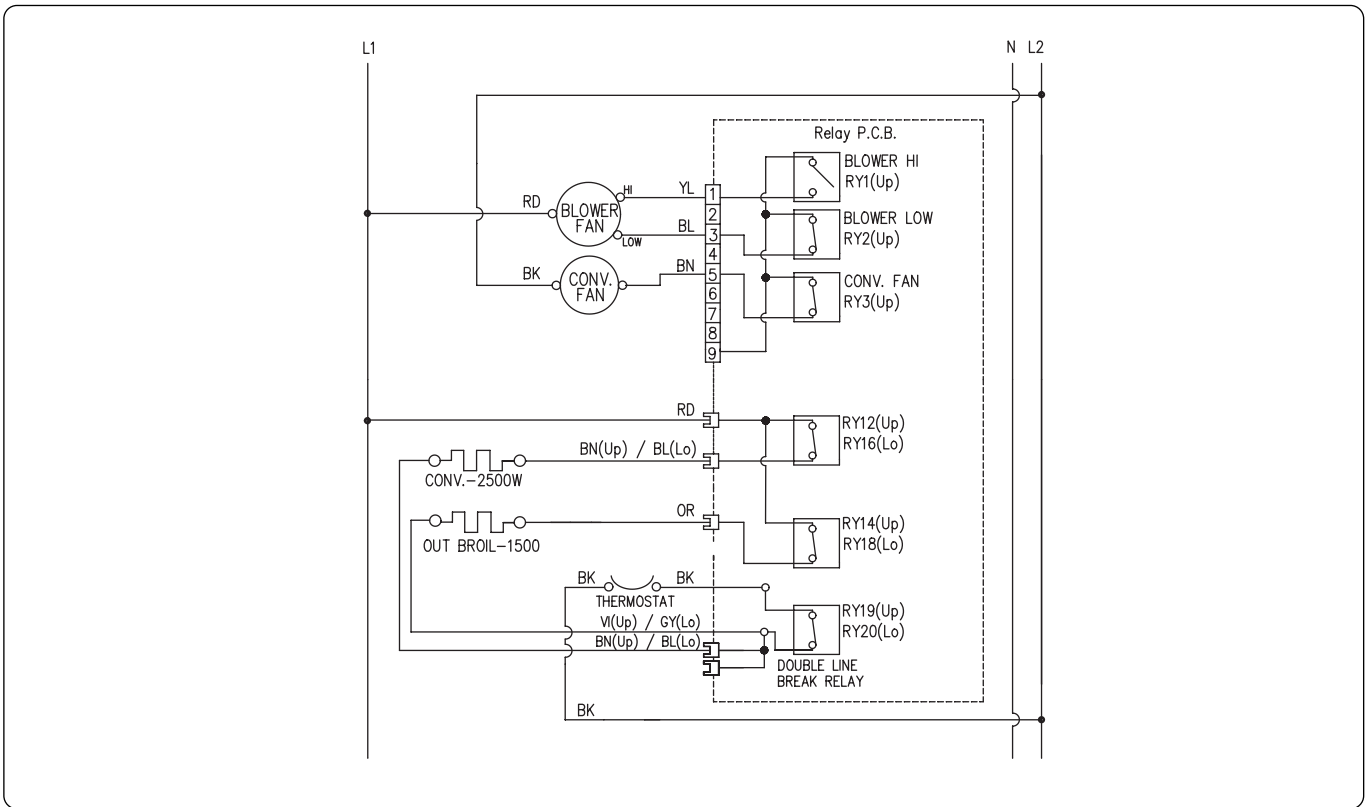 L1
N L2
Relay P.C.B.
BLOWER HI
RY1(Up)
RD
BLOWER
FAN
HI
YL
1
2
BLOWER LOW
RY2(Up)
LOW
BL
3
4
BK
CONV.
FAN
BN
5
CONV. FAN
RY3(Up)
6
7
8
9
RD
RY12(Up)
RY16(Lo)
BN(Up) / BL(Lo)
CONV.-2500W
OR
RY14(Up)
RY18(Lo)
OUT BROIL-1500
BK
BK
THERMOSTAT
RY19(Up)
RY20(Lo)
VI(Up) / GY(Lo)
BN(Up) / BL(Lo)
DOUBLE LINE
BREAK RELAY
BK